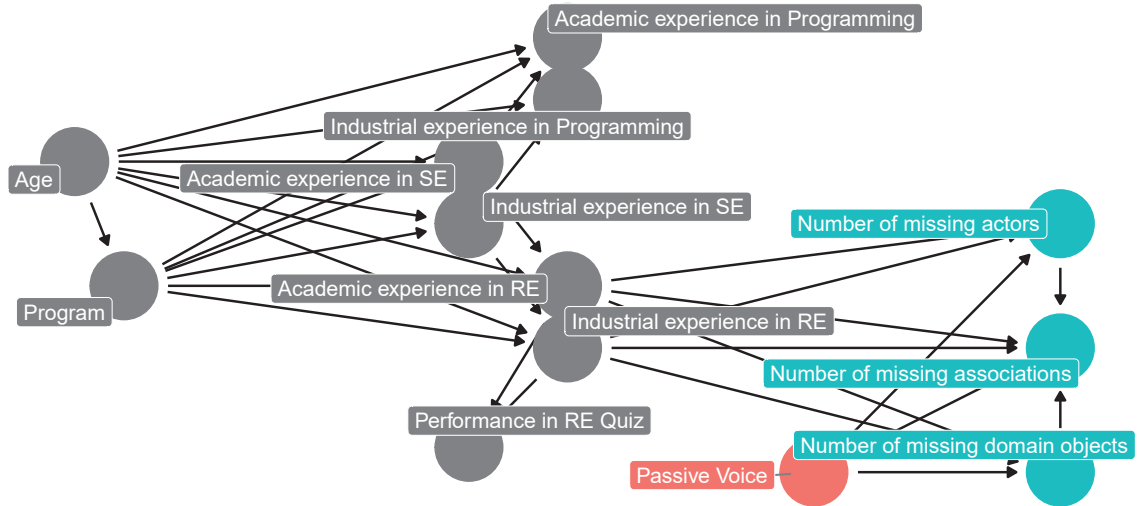 Academic experience in Programming
Industrial experience in Programming
Age
Academic experience in SE
Industrial experience in SE
Number of missing actors
Program
Academic experience in RE
Industrial experience in RE
Number of missing associations
Performance in RE Quiz
Number of missing domain objects
Passive Voice